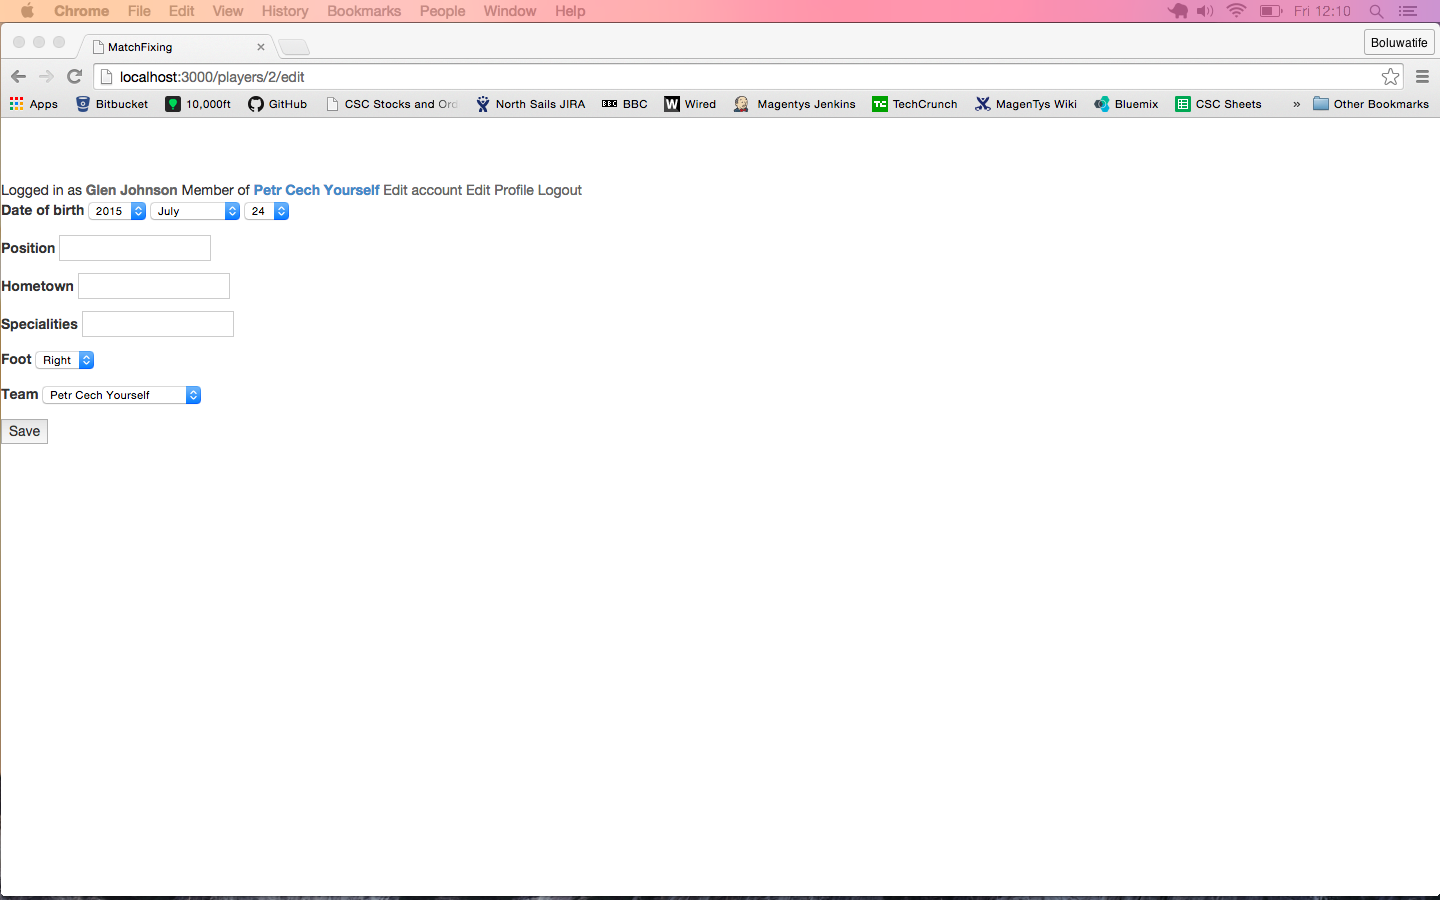 Chrome File Edit View History Bookmarks People Window Help Fri 12:10
MatchFixing Boluwatife
localhost:3000/players/2/edit
Apps Bitbucket 10,000ft GitHub CSC Stocks and Ord North Sails JIRA BBC BBC W Wired Magentys Jenkins TC TechCrunch MagenTys Wiki Bluemix CSC Sheets » Other Bookmarks
Logged in as Glen Johnson Member of Petr Cech Yourself Edit account Edit Profile Logout
Date of birth 2015 July 24
Position
Hometown
Specialities
Foot Right
Team Petr Cech Yourself
Save